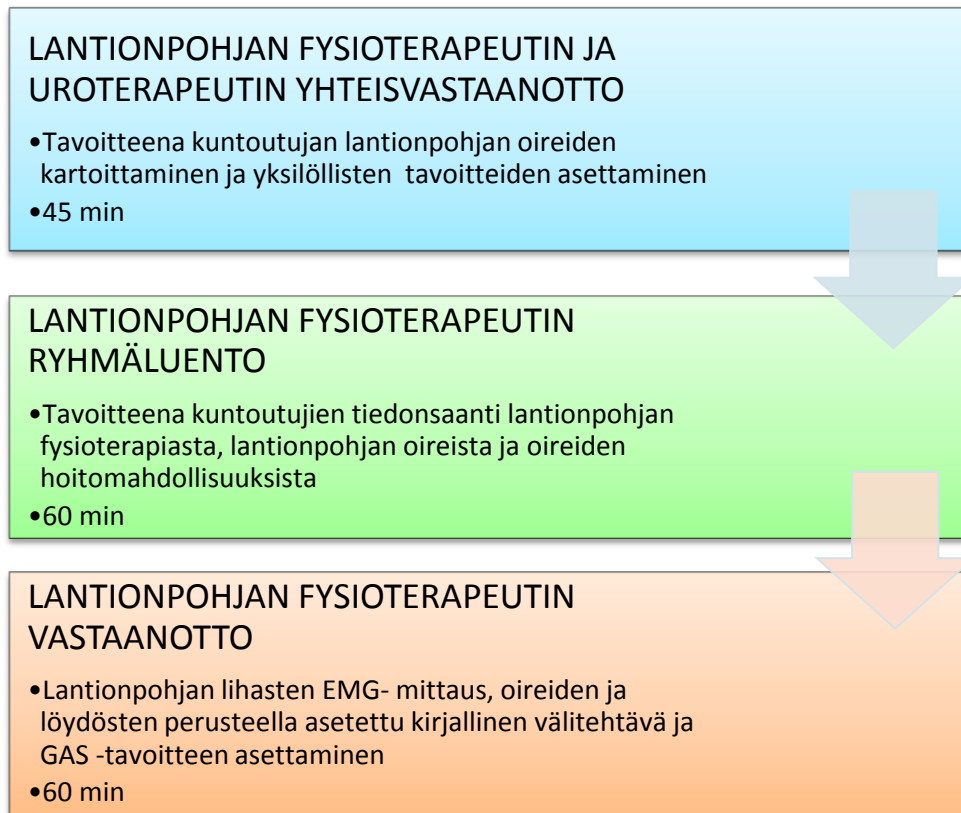 LANTIONPOHJAN FYSIOTERAPEUTIN JA
UROTERAPEUTIN YHTEISVASTAANOTTO
•Tavoitteena kuntoutujan lantionpohjan oireiden
kartoittaminen ja yksilöllisten tavoitteiden asettaminen
•45 min
LANTIONPOHJAN FYSIOTERAPEUTIN
RYHMÄLUENTO
•Tavoitteena kuntoutujien tiedonsaanti lantionpohjan
fysioterapiasta, lantionpohjan oireista ja oireiden
hoitomahdollisuuksista
•60 min
LANTIONPOHJAN FYSIOTERAPEUTIN
VASTAANOTTO
•Lantionpohjan lihasten EMG- mittaus, oireiden ja
löydösten perusteella asetettu kirjallinen välitehtävä ja
GAS -tavoitteen asettaminen
•60 min